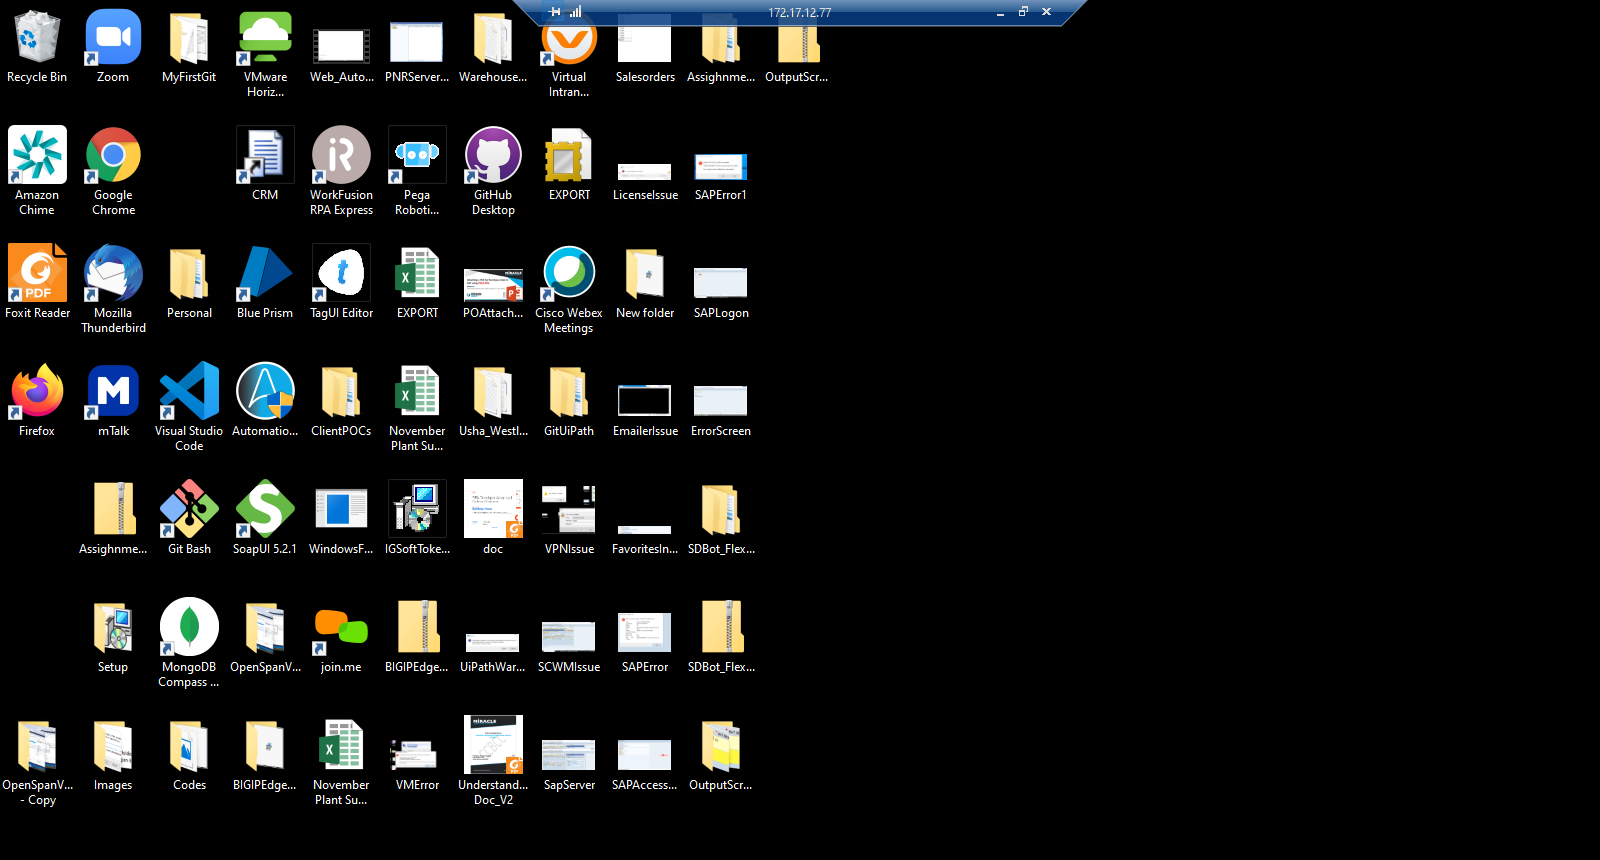 172.17.12.77
Recycle Bin
Zoom
MyFirstGit
VMware
Horiz...
Web_Auto...
PNRServer...
Warehouse...
Virtual
Intran...
Salesorders
Assighnme...
OutputScr...
Amazon
Chime
Google
Chrome
CRM
WorkFusion
RPA Express
Pega
Roboti...
GitHub
Desktop
EXPORT
LicenseIssue
SAPError1
PDF
Foxit Reader
Mozilla
Thunderbird
Personal
Blue Prism
TagUI Editor
EXPORT
MIRACLE
POAttach...
Cisco Webex
Meetings
New folder
SAPLogon
Firefox
M
mTalk
Visual Studio
Code
Automatio...
ClientPOCs
November
Plant Su...
Usha_Westl...
GitUiPath
EmailerIssue
ErrorScreen
Assighnme...
Git Bash
SoapUI 5.2.1
WindowsF...
IGSoftToke...
doc
VPNIssue
FavoritesIn...
SDBot_Flex...
Setup
MongoDB
Compass ...
OpenSpanV...
join.me
BIGIPEdge...
UiPathWar...
SCWMIssue
SAPError
SDBot_Flex...
OpenSpanV...
- Copy
Images
Codes
BIGIPEdge...
November
Plant Su...
VMError
MIRACLE
Understand...
Doc_V2
SapServer
SAPAccess...
OutputScr...